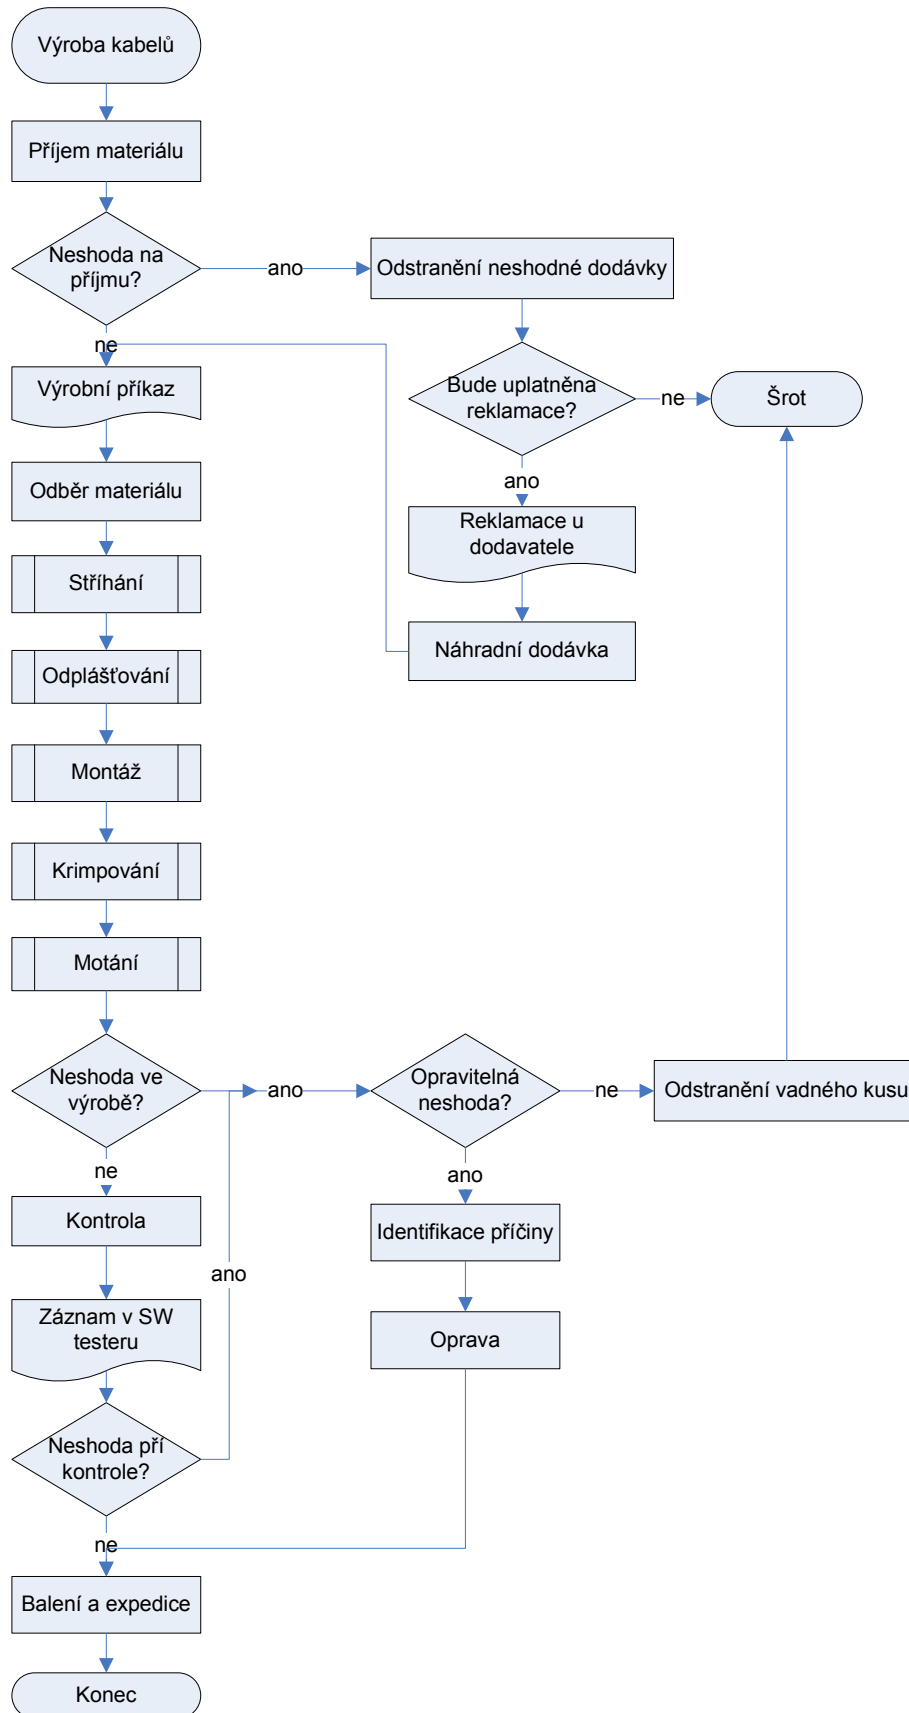 Výroba kabelů
Příjem materiálu
Neshoda na
příjmu?
ano
Odstranění neshodné dodávky
ne
Výrobní příkaz
Bude uplatněna
reklamace?
ne
Šrot
Odběr materiálu
ano
Reklamace u
dodavatele
Stříhání
Náhradní dodávka
Odplášťování
Montáž
Krimpování
Motání
Neshoda ve
výrobě?
ano
Opravitelná
neshoda?
ne
Odstranění vadného kusu
ne
ano
Kontrola
Identifikace příčiny
ano
Záznam v SW
testeru
Oprava
Neshoda pří
kontrole?
ne
Balení a expedice
Konec